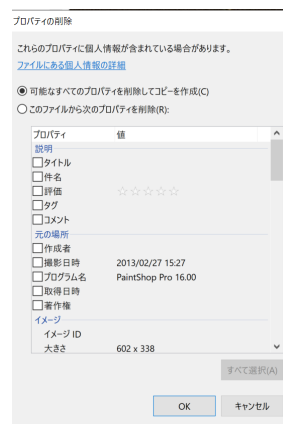 プロパティの削除
これらのプロパティに個人情報が含まれている場合があります。
ファイルにある個人情報の詳細
可能なすべてのプロパティを削除してコピーを作成(C)
このファイルから次のプロパティを削除(R):
プロパティ 値
説明
タイトル
件名
評価
タグ
コメント
元の場所
作成者
撮影日時 2013/02/27 15:27
プログラム名 PaintShop Pro 16.00
取得日時
著作権
イメージ
イメージ ID
大きさ 602 x 338
すべて選択(A)
OK キャンセル